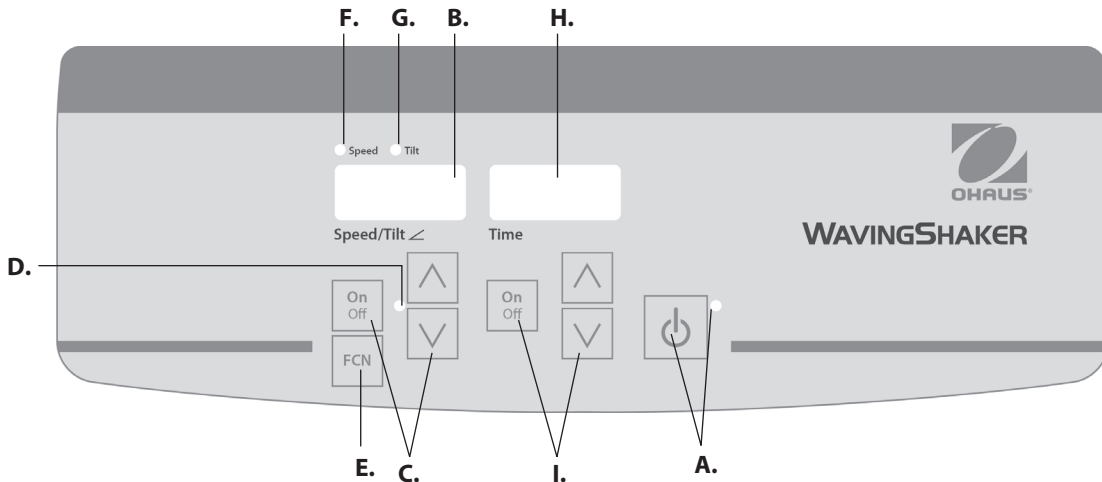 F. G. B. H.
Speed Tilt
OHAUS®
Speed/Tilt Time
WAVINGSHAKER
D.
On On
Off Off
FCN
E. C. I. A.